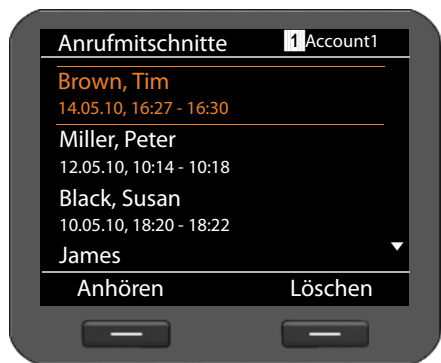 Anrufmitschnitte 1 Account1
Brown, Tim
14.05.10, 16:27 - 16:30
Miller, Peter
12.05.10, 10:14 - 10:18
Black, Susan
10.05.10, 18:20 - 18:22
James
Anhören Löschen